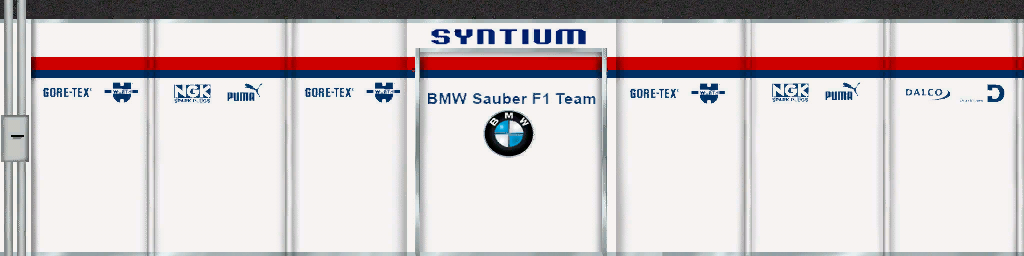 SYNTIUM
GORE-TEX®
WÜRTH
NGK
SPARK PLUGS
PUMA
GORE-TEX®
WÜRTH
BMW Sauber F1 Team
BMW
GORE-TEX®
WÜRTH
NGK
SPARK PLUGS
PUMA
DALCO